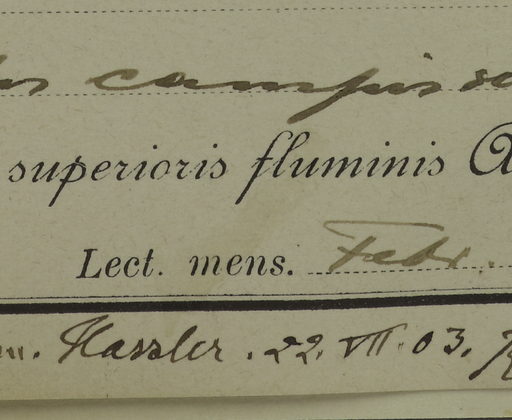 campis
superioris fluminis A
Lect. mens. Febr.
Hassler. 22. VII. 03.